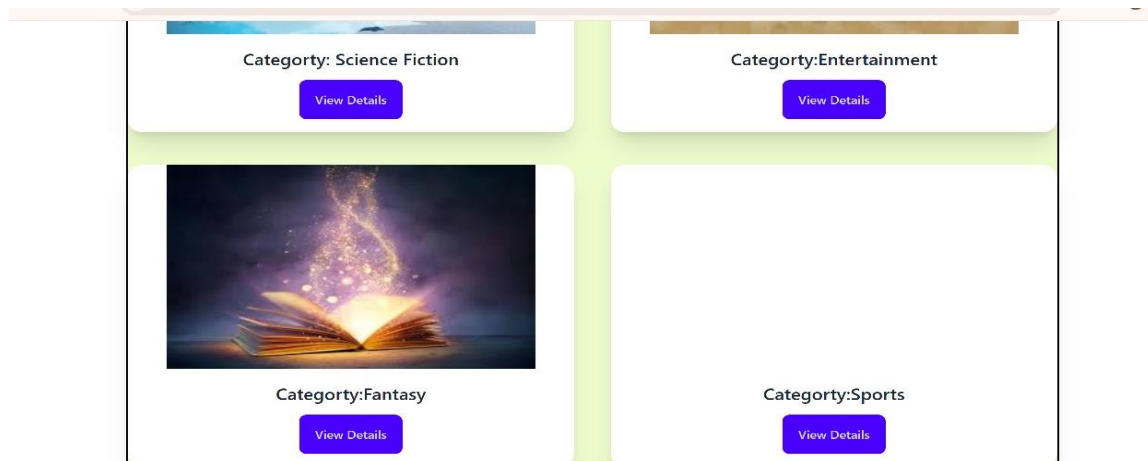 Categorty: Science Fiction
Categorty:Entertainment
View Details
View Details
Categorty:Fantasy
Categorty:Sports
View Details
View Details